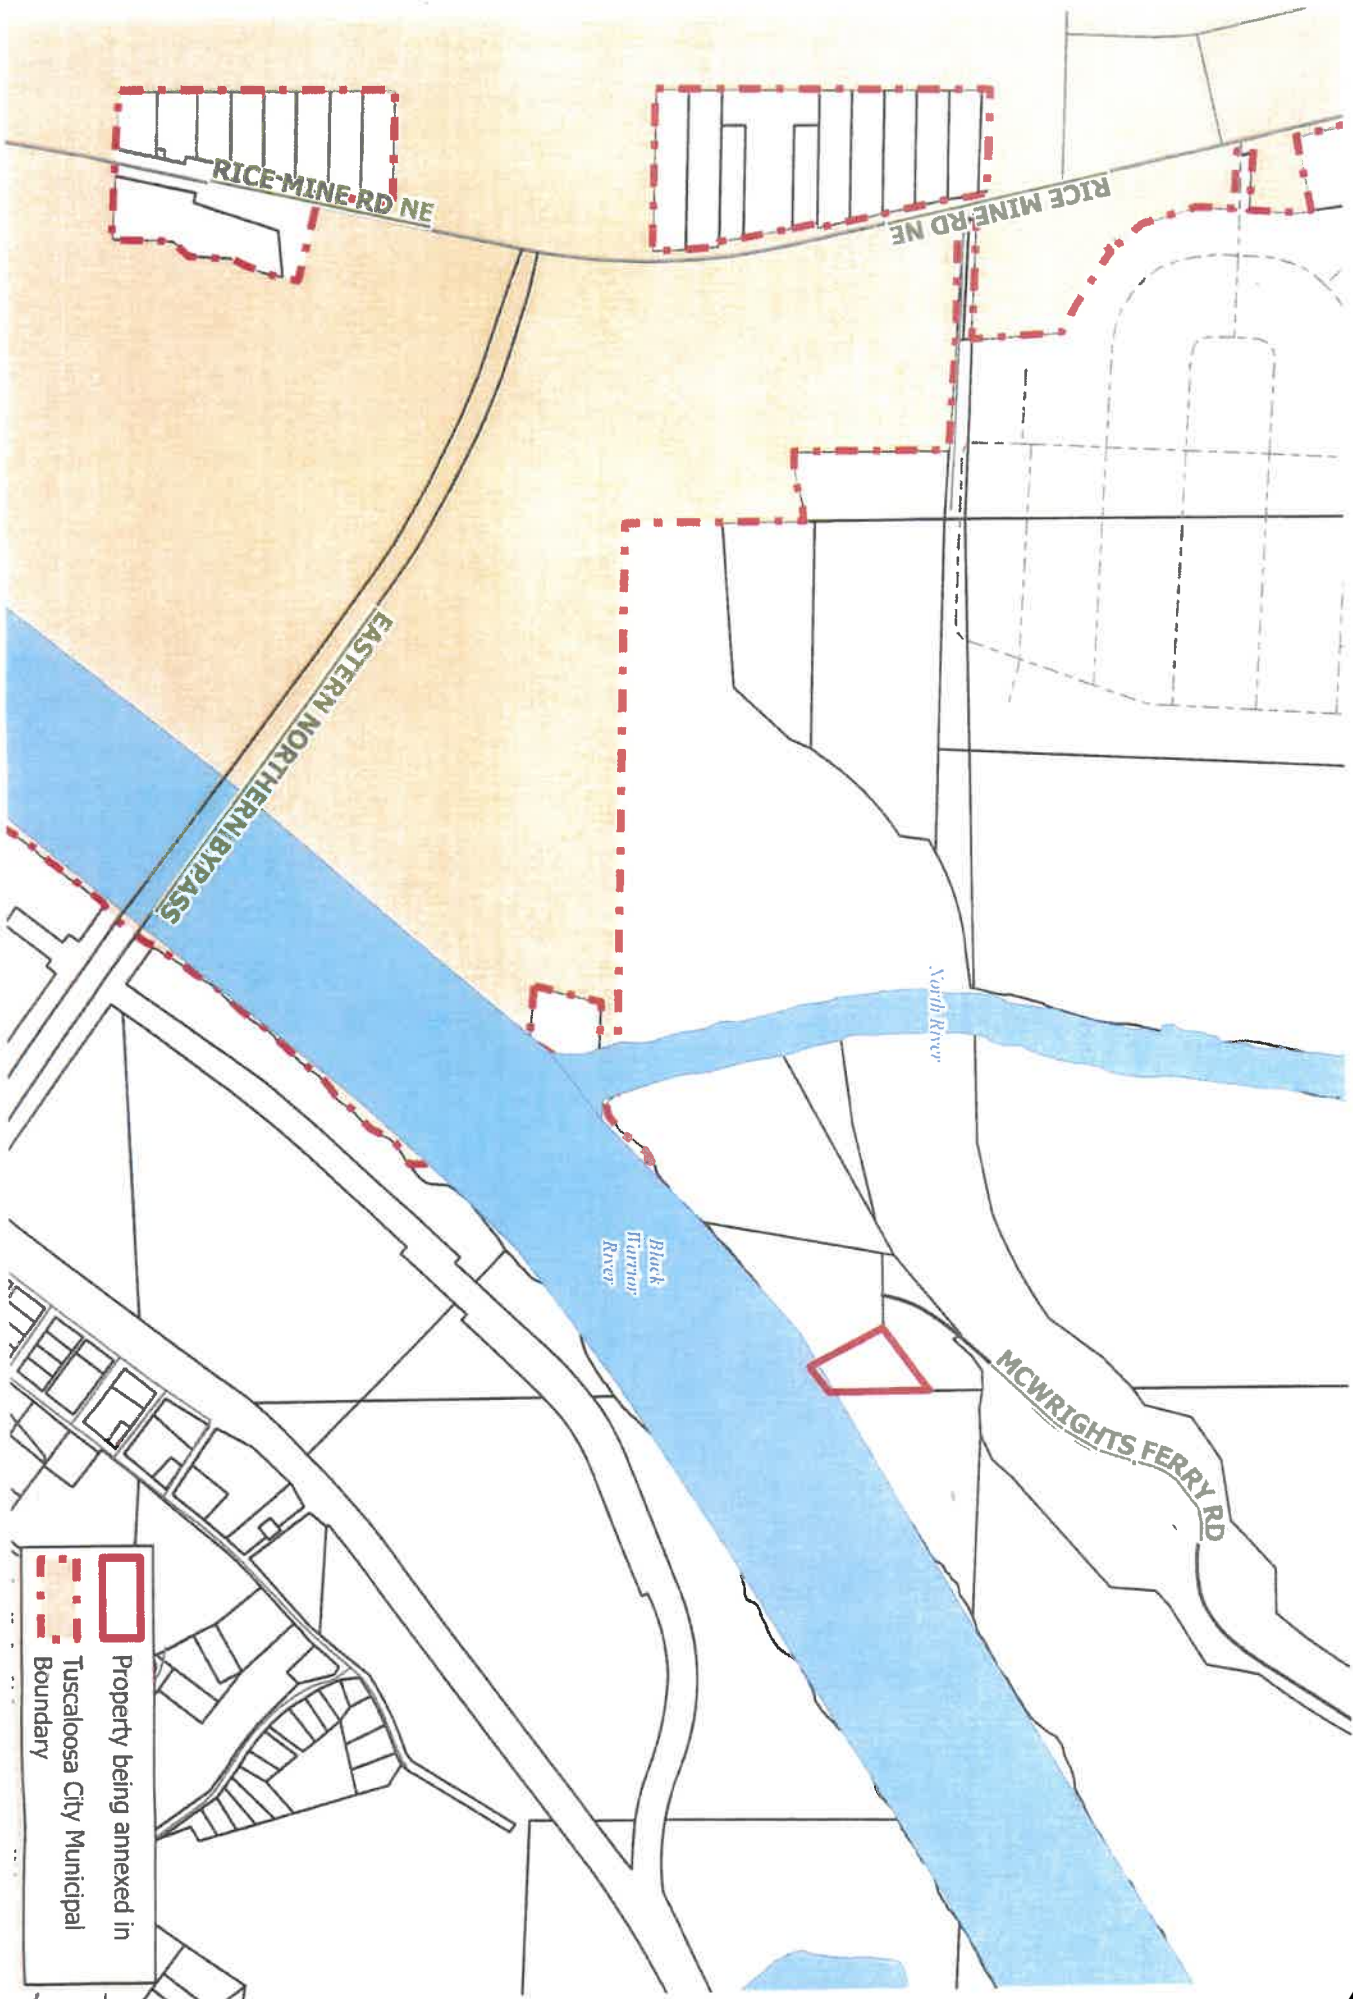 RICE MINE RD NE
RICE MINE RD NE
EASTERN NORTHERN BYPASS
North River
Black
Warrior
River
MCWRIGHTS FERRY RD
Property being annexed in
Tuscaloosa City Municipal
Boundary